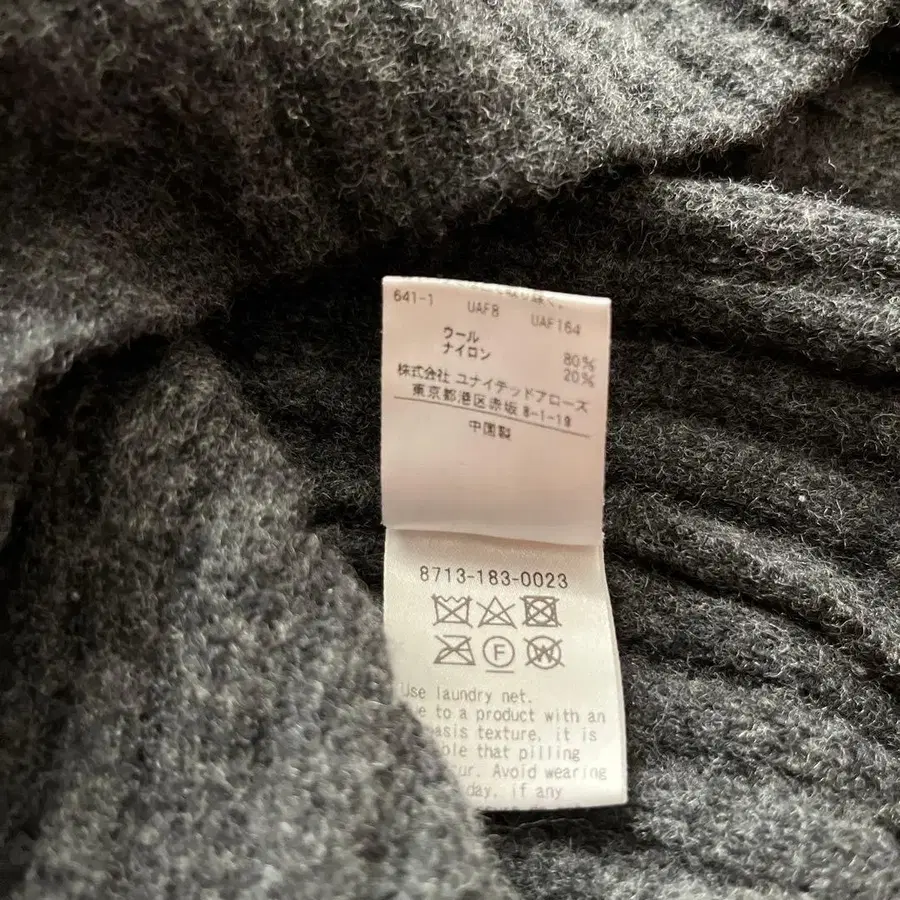 641-1 UAF8 UAF164
ウール 80%
ナイロン 20%
株式会社 ユナイテッドアローズ
東京都港区赤坂 8-1-19
中国製
8713-183-0023
F
W
Use laundry net.
to a product with an
texture, it is
that pilling
Avoid wearing
day, if any